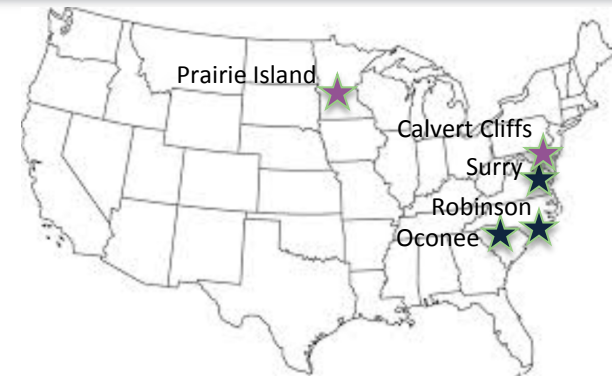 Prairie Island
Calvert Cliffs
Surry
Robinson
Oconee